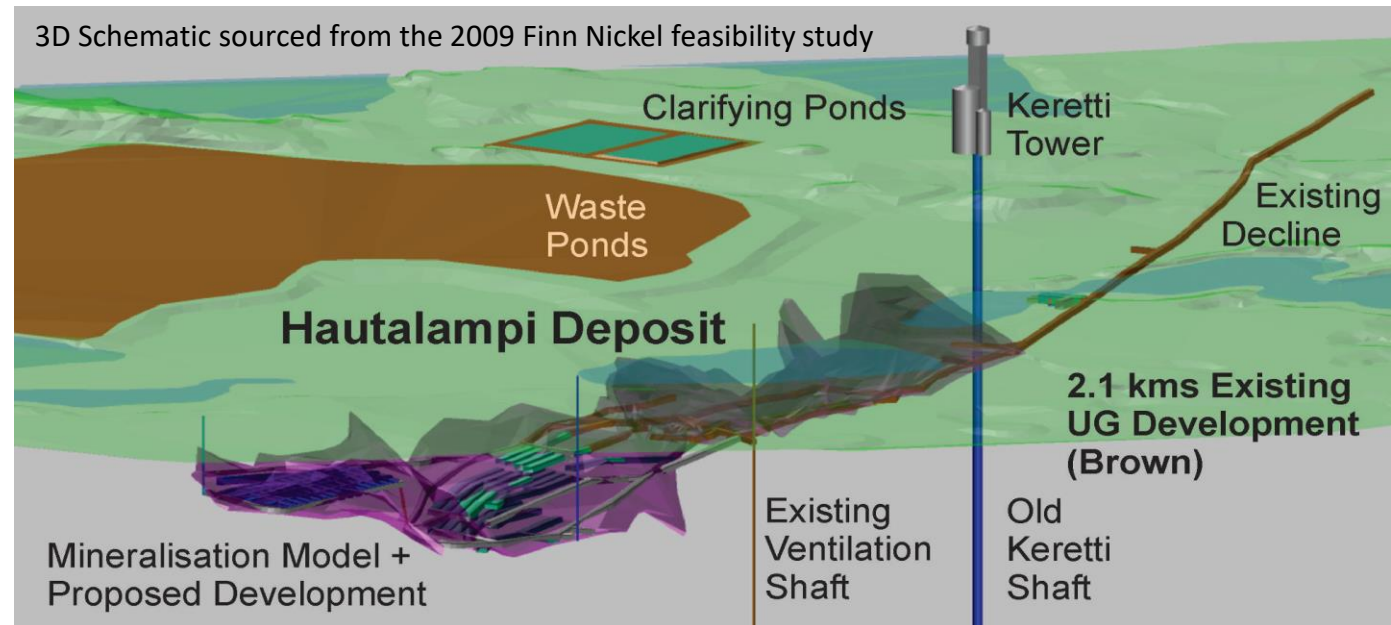 3D Schematic sourced from the 2009 Finn Nickel feasibility study
Clarifying Ponds
Keretti
Tower
Existing
Decline
Waste
Ponds
Hautalampi Deposit
2.1 kms Existing
UG Development
(Brown)
Mineralisation Model +
Proposed Development
Existing
Ventilation
Shaft
Old
Keretti
Shaft